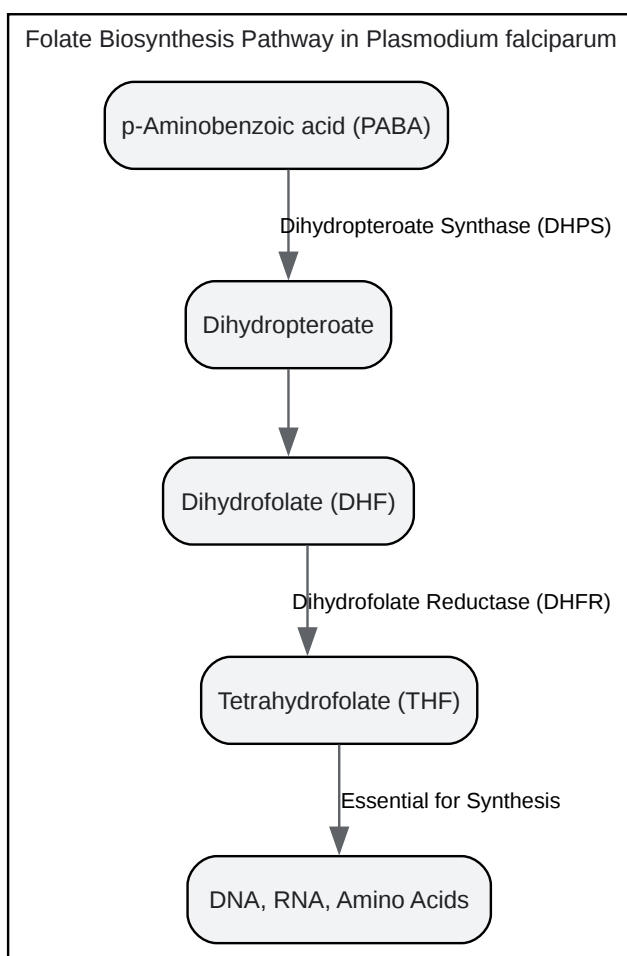 Folate Biosynthesis Pathway in Plasmodium falciparum
p-Aminobenzoic acid (PABA)
Dihydropteroate Synthase (DHPS)
Dihydropteroate
Dihydrofolate (DHF)
Dihydrofolate Reductase (DHFR)
Tetrahydrofolate (THF)
Essential for Synthesis
DNA, RNA, Amino Acids